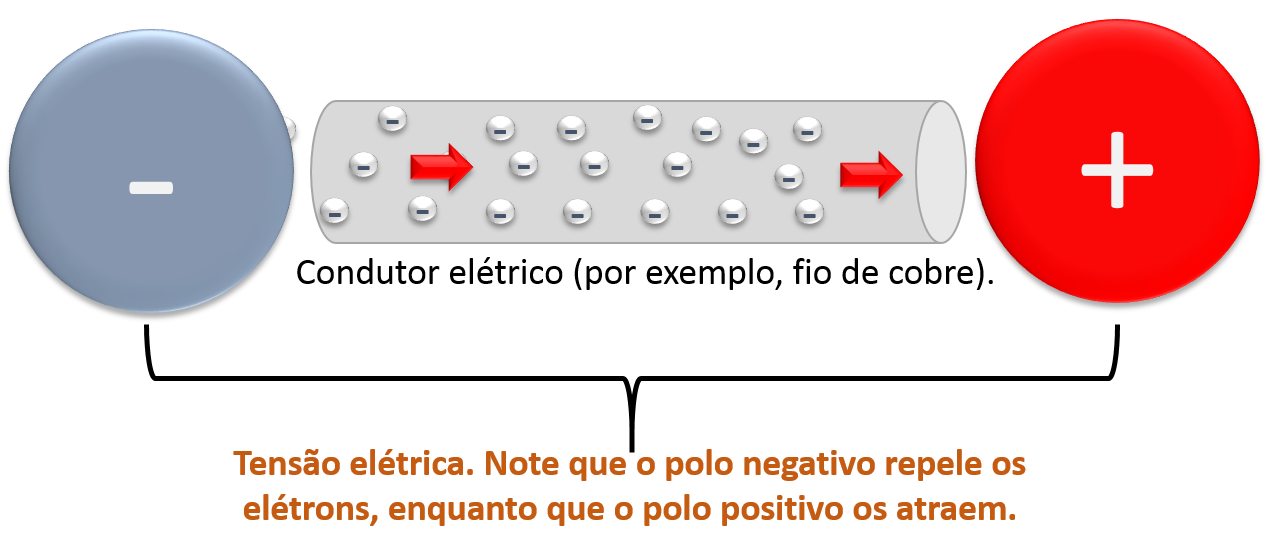 -
+
Condutor elétrico (por exemplo, fio de cobre).
Tensão elétrica. Note que o polo negativo repele os
elétrons, enquanto que o polo positivo os atraem.